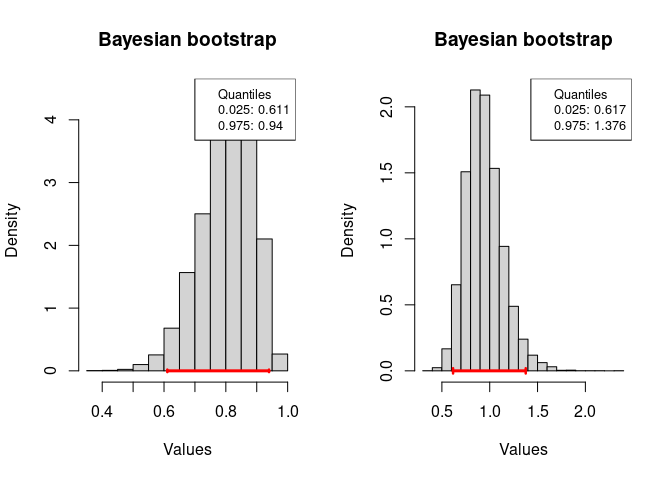 Bayesian bootstrap
Quantiles
0.025: 0.611
0.975: 0.94
Density
0
1
2
3
4
0.4
0.6
0.8
1.0
Values
Bayesian bootstrap
Quantiles
0.025: 0.617
0.975: 1.376
Density
0.0
0.5
1.0
1.5
2.0
0.5
1.0
1.5
2.0
Values